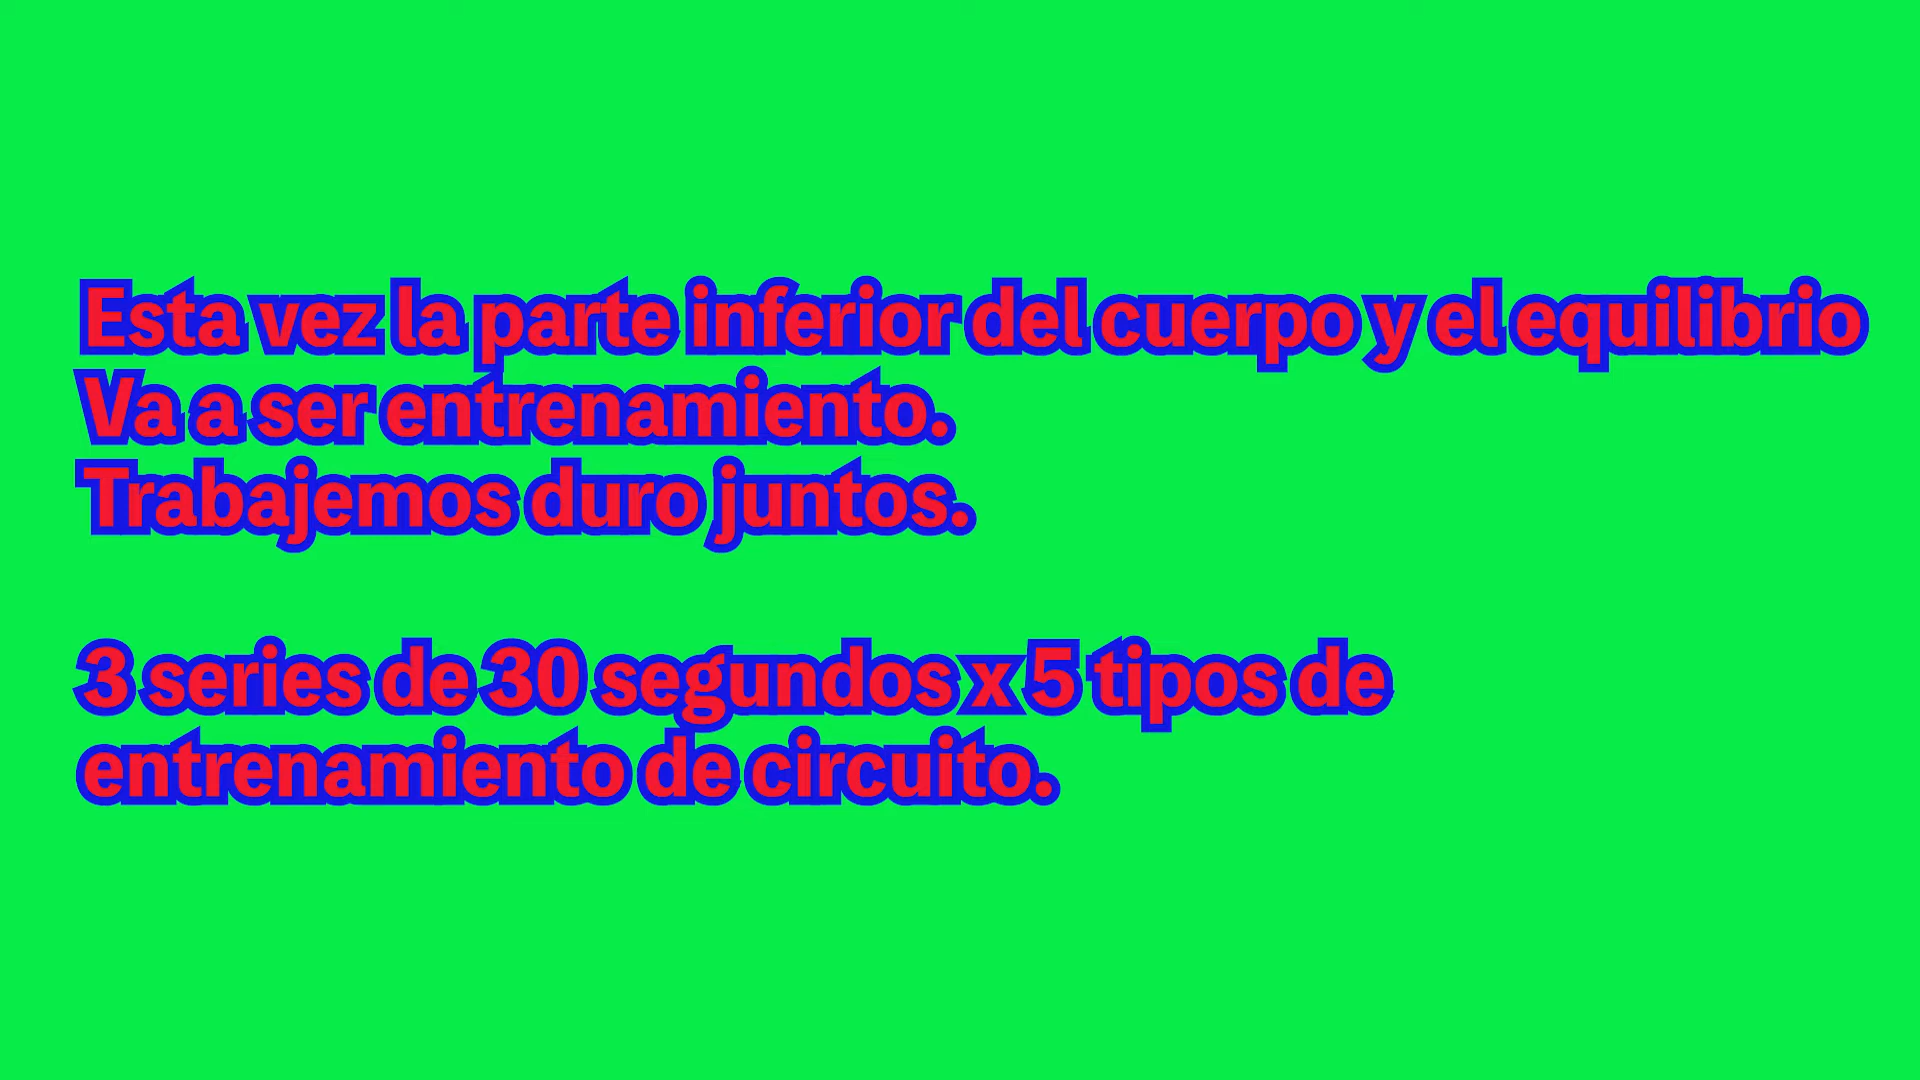 Esta vez la parte inferior del cuerpo y el equilibrio
Va a ser entrenamiento.
Trabajemos duro juntos.
3 series de 30 segundos x 5 tipos de
entrenamiento de circuito.